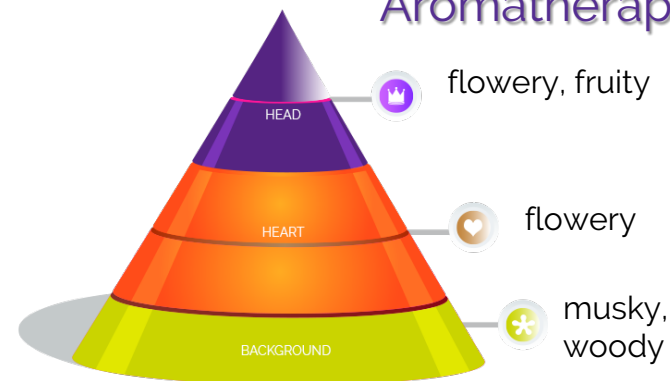 Aromatherap
flowery, fruity
HEAD
flowery
HEART
musky,
woody
BACKGROUND